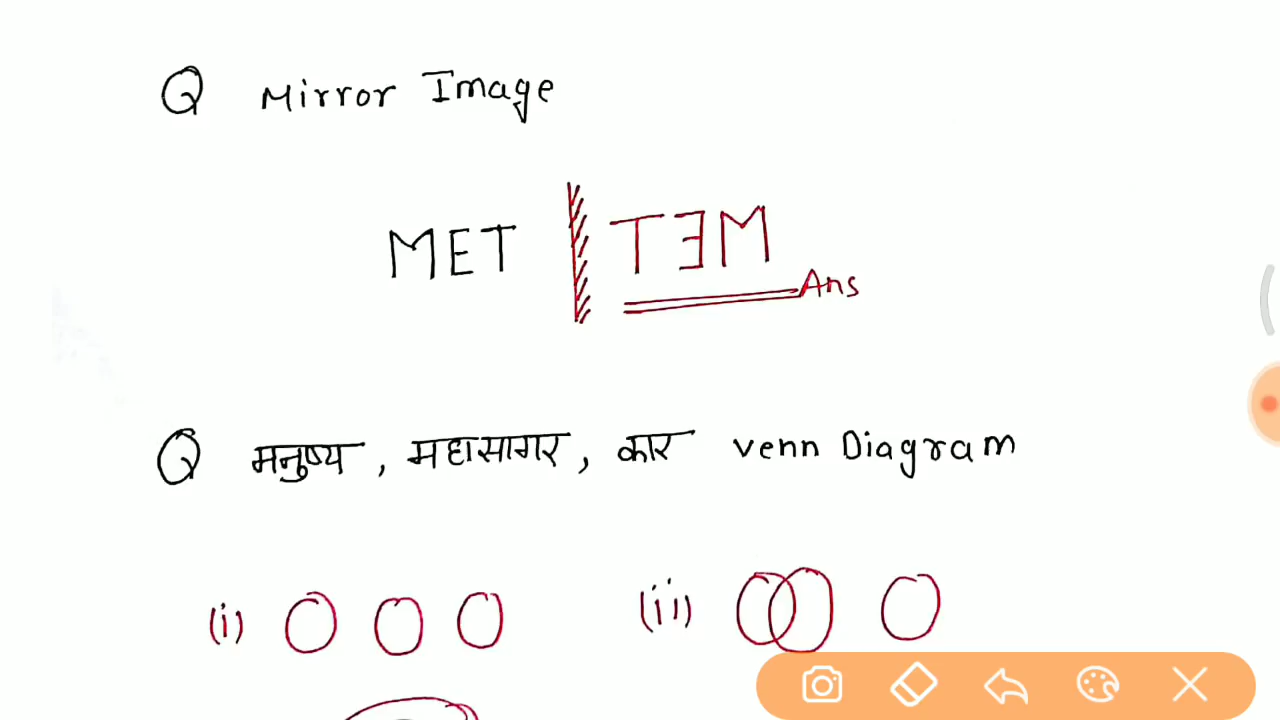 Q Mirror Image
MET TƎM
Ans
Q मनुष्य, महासागर, कार venn Diagram
(i) (ii)